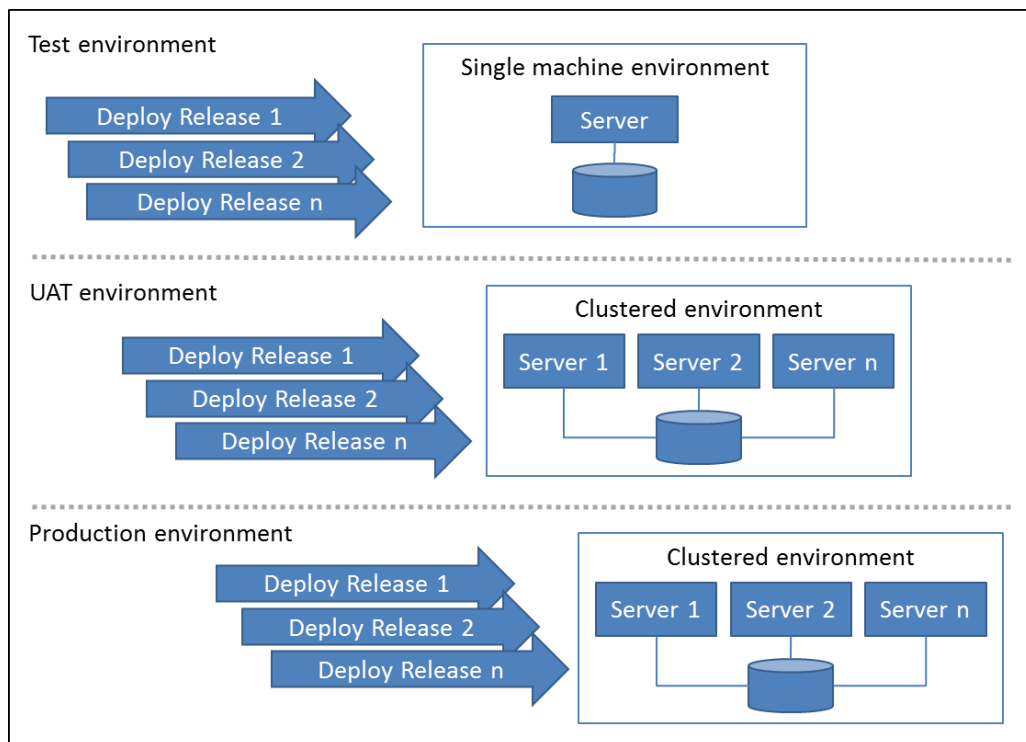 Test environment
Single machine environment
Deploy Release 1
Server
Deploy Release 2
Deploy Release n
UAT environment
Clustered environment
Deploy Release 1
Server 1
Server 2
Server n
Deploy Release 2
Deploy Release n
Production environment
Clustered environment
Deploy Release 1
Server 1
Server 2
Server n
Deploy Release 2
Deploy Release n